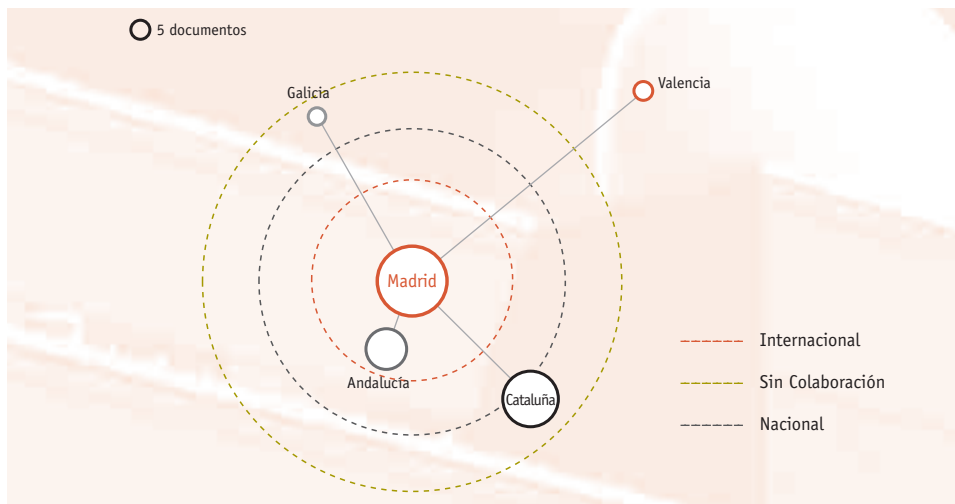 5 documentos
Valencia
Galicia
Madrid
Internacional
Andalucía
Sin Colaboración
Cataluña
Nacional